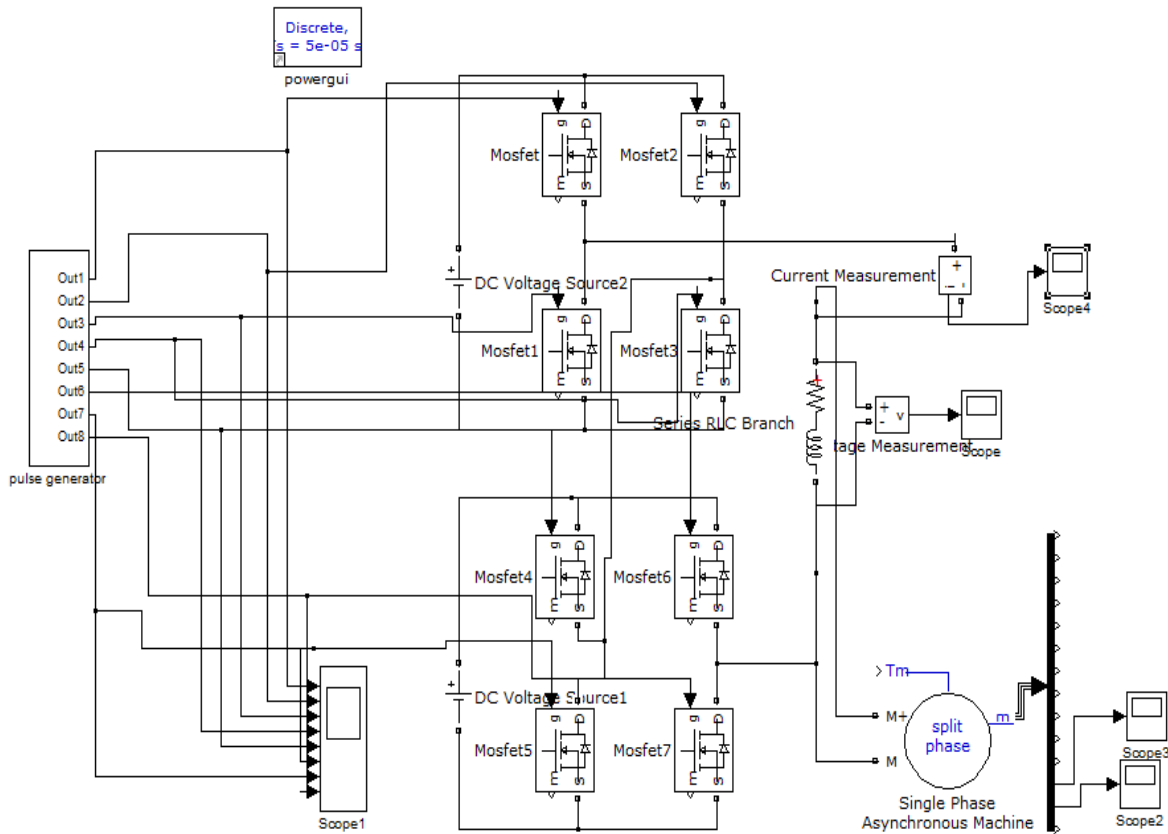 Discrete,
s = 5e-05 s
powergui
g
D
m
S
Mosfet
g
D
m
S
Mosfet2
Out1
Out2
Out3
Out4
Out5
Out6
Out7
Out8
pulse generator
+
DC Voltage Source2
Current Measurement
+
-
i
Scope4
g
D
m
S
Mosfet1
g
D
m
S
Mosfet3
Series RLC Branch
+
+
-
v
tage Measurement
Scope
g
D
m
S
Mosfet4
g
D
m
S
Mosfet6
+
DC Voltage Source1
g
D
m
S
Mosfet5
g
D
m
S
Mosfet7
Tm
M+
M
split
phase
m
Single Phase
Asynchronous Machine
Scope3
Scope2
Scope1